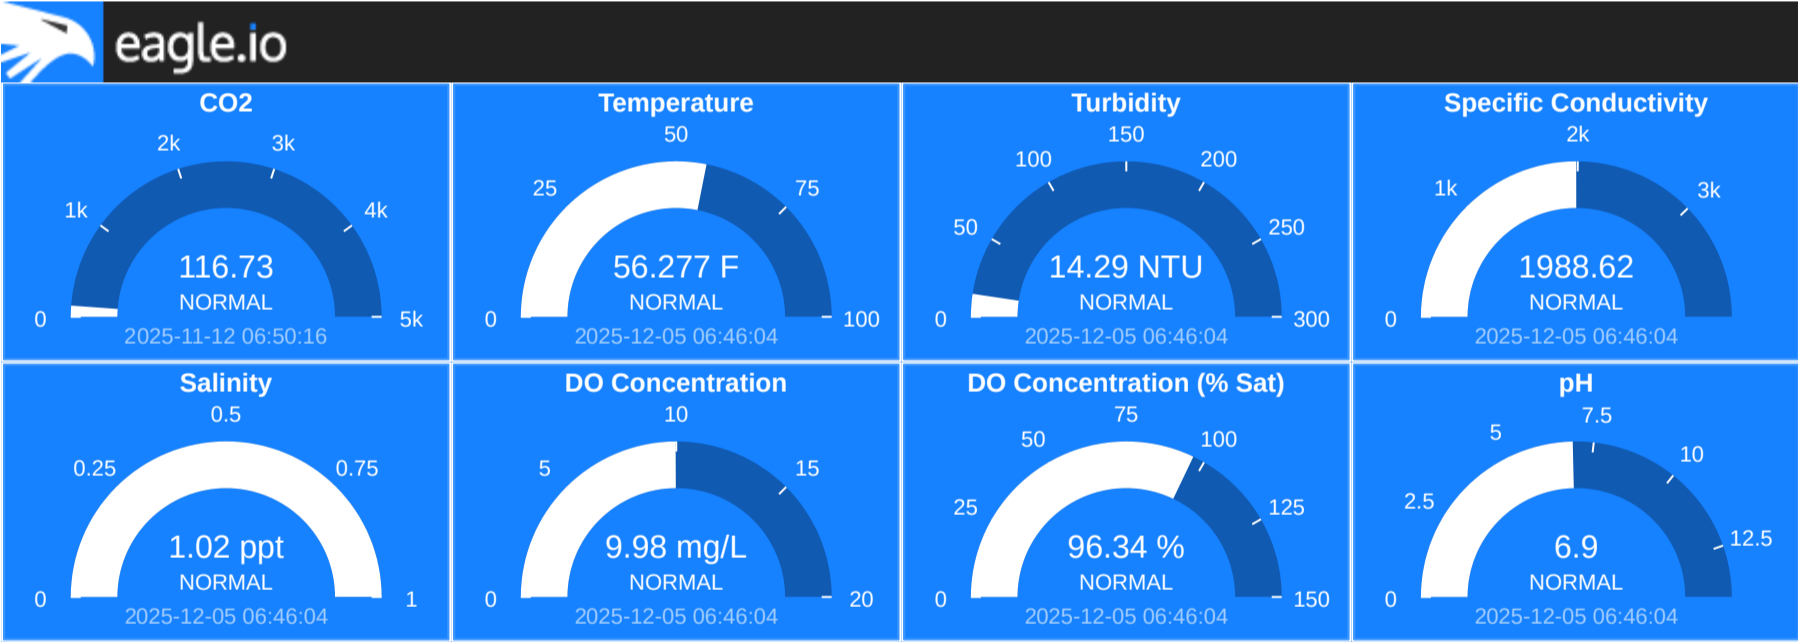 eagle.io
CO2
2k
3k
1k
4k
116.73
NORMAL
0
5k
2025-11-12 06:50:16
Temperature
50
25
75
56.277 F
NORMAL
0
100
2025-12-05 06:46:04
Turbidity
150
100
200
50
250
14.29 NTU
NORMAL
0
300
2025-12-05 06:46:04
Specific Conductivity
2k
1k
3k
1988.62
NORMAL
0
2025-12-05 06:46:04
Salinity
0.5
0.25
0.75
1.02 ppt
NORMAL
0
1
2025-12-05 06:46:04
DO Concentration
10
5
15
9.98 mg/L
NORMAL
0
20
2025-12-05 06:46:04
DO Concentration (% Sat)
75
50
100
25
125
96.34 %
NORMAL
0
150
2025-12-05 06:46:04
pH
7.5
5
10
2.5
12.5
6.9
NORMAL
0
2025-12-05 06:46:04